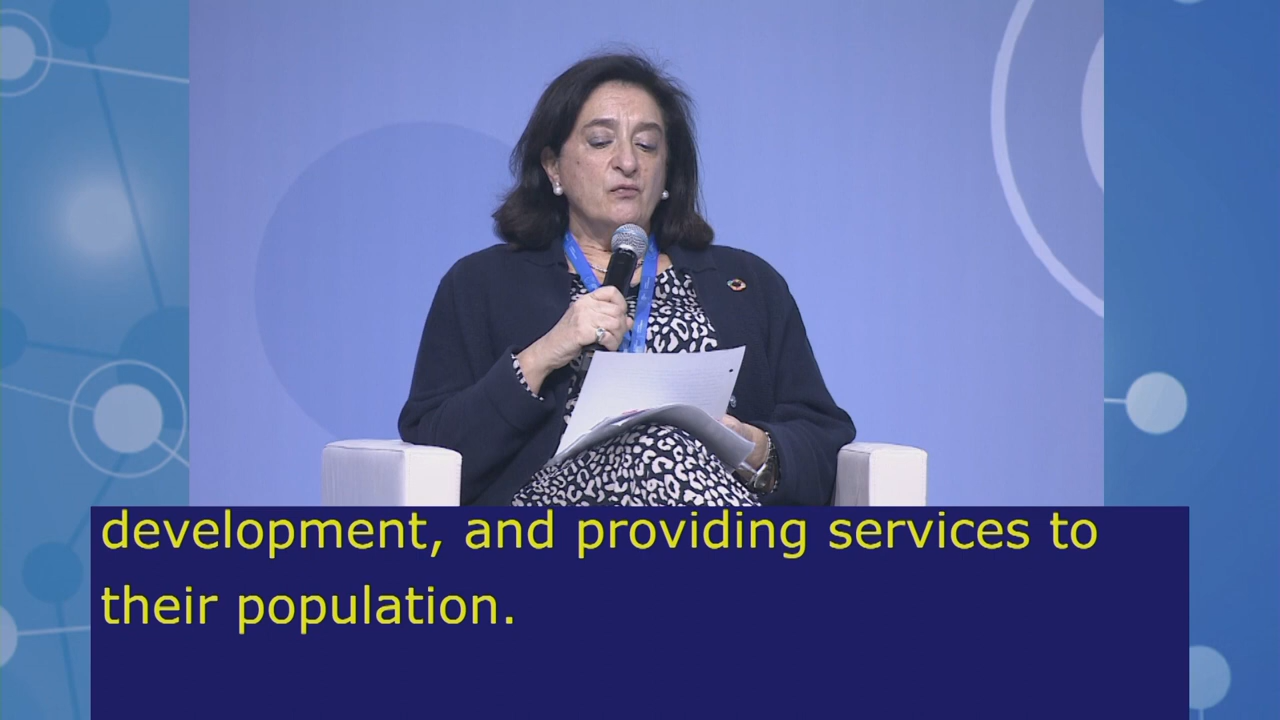 development, and providing services to
their population.